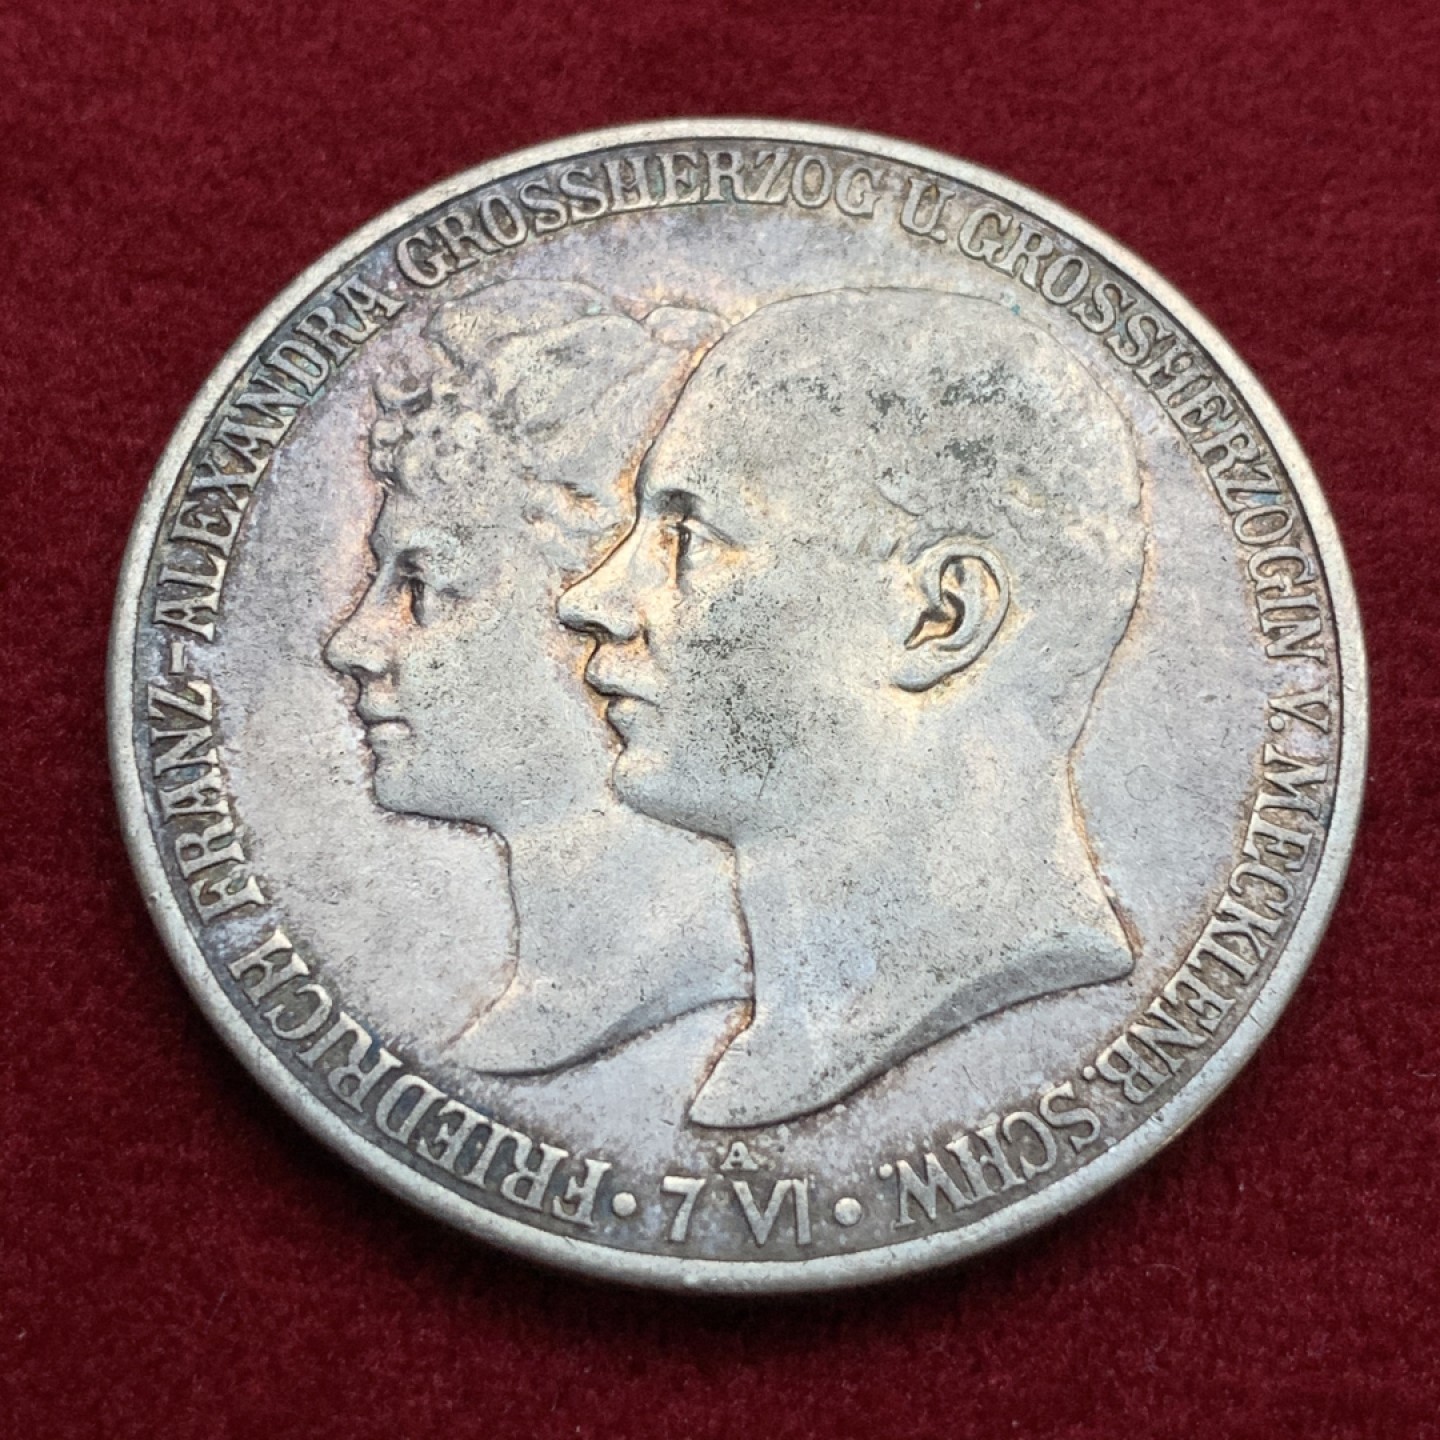 FRIEDRICH FRANZ-ALEXANDRA GROSSHERZOG U. GROSSHERZOGIN V. MECKLENB. SCHW.
A
• 7 VI •